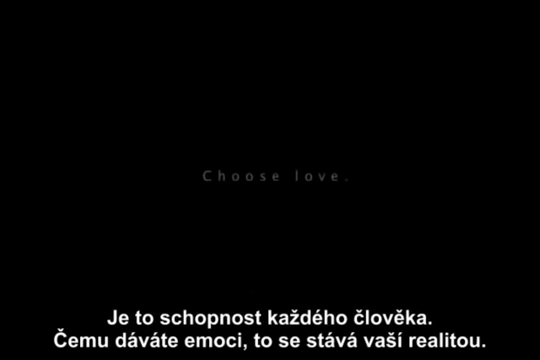 Choose love.
Je to schopnost každého člověka.
Čemu dáváte emoci, to se stává vaší realitou.